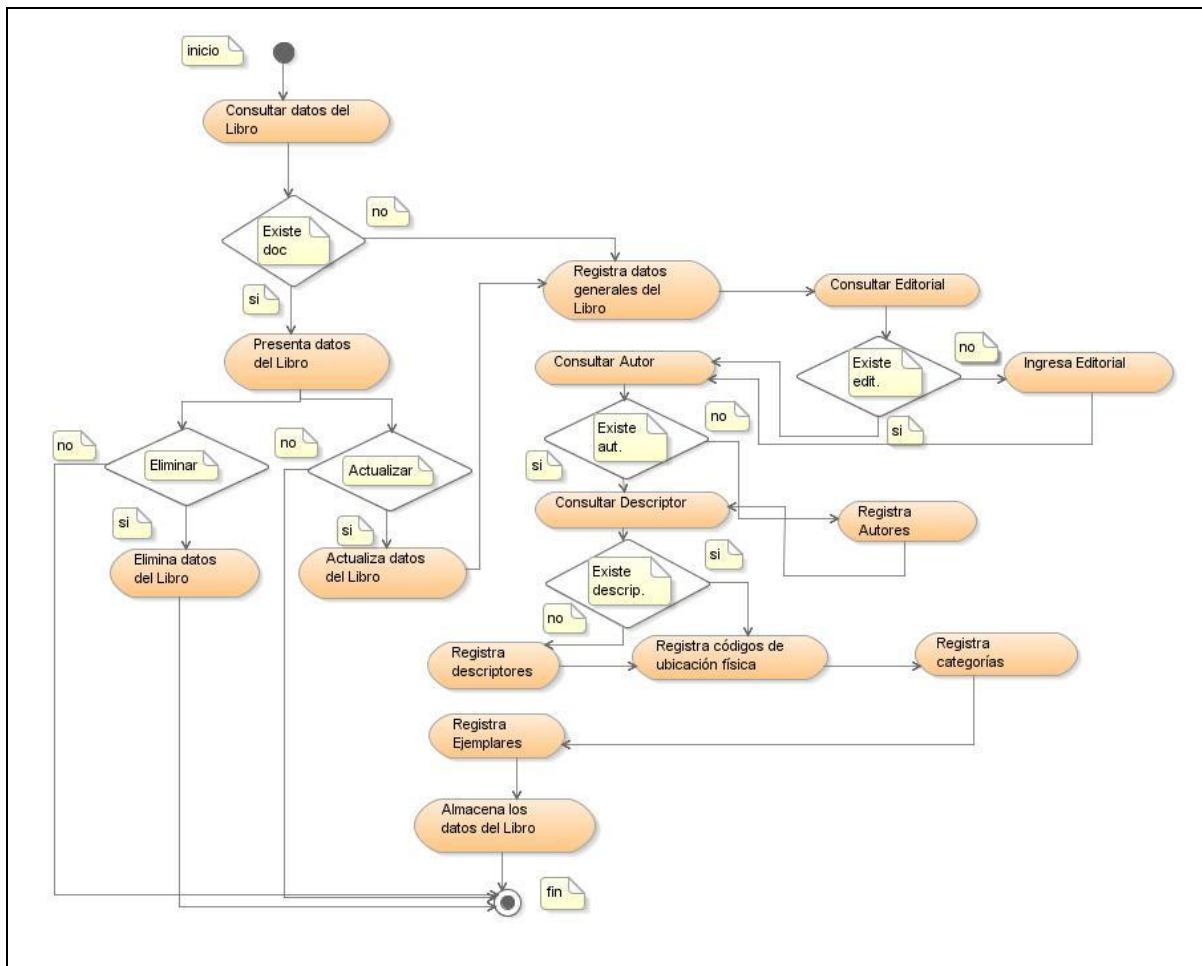 inicio
Consultar datos del
Libro
no
Existe
doc
si
Registra datos
generales del
Libro
Consultar Editorial
Presenta datos
del Libro
Consultar Autor
Existe
edit.
no
Ingresa Editorial
no
Eliminar
no
Actualizar
Existe
aut.
no
si
si
si
si
Consultar Descriptor
Registra
Autores
Elimina datos
del Libro
Actualiza datos
del Libro
Existe
descrip.
si
no
Registra
descriptores
Registra códigos de
ubicación física
Registra
categorías
Registra
Ejemplares
Almacena los
datos del Libro
fin